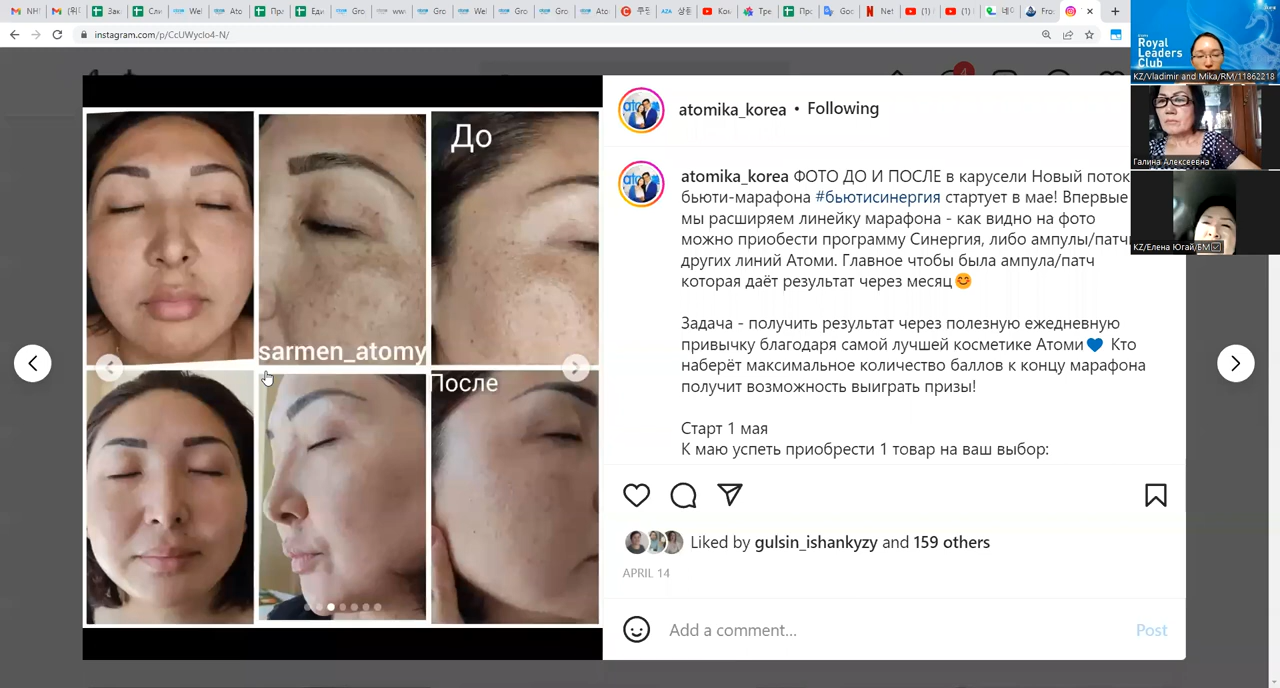 instagram.com/p/CcUWyclo4-N/
Royal
Leaders
Club
KZ/Vladimir and Mika/RM/11862218
Галина Алексеевна
KZ/Елена Югай/БМ
До
sarmen_atomy
После
atomika_korea • Following
atomika_korea ФОТО ДО И ПОСЛЕ в карусели Новый поток
бьюти-марафона #бьютисинергия стартует в мае! Впервые
мы расширяем линейку марафона - как видно на фото
можно приобести программу Синергия, либо ампулы/патчи
других линий Атоми. Главное чтобы была ампула/патч
которая даёт результат через месяц😊
Задача - получить результат через полезную ежедневную
привычку благодаря самой лучшей косметике Атоми💙 Кто
наберёт максимальное количество баллов к концу марафона
получит возможность выиграть призы!
Старт 1 мая
К маю успеть приобрести 1 товар на ваш выбор:
Liked by gulsin_ishankyzy and 159 others
APRIL 14
Add a comment...
Post